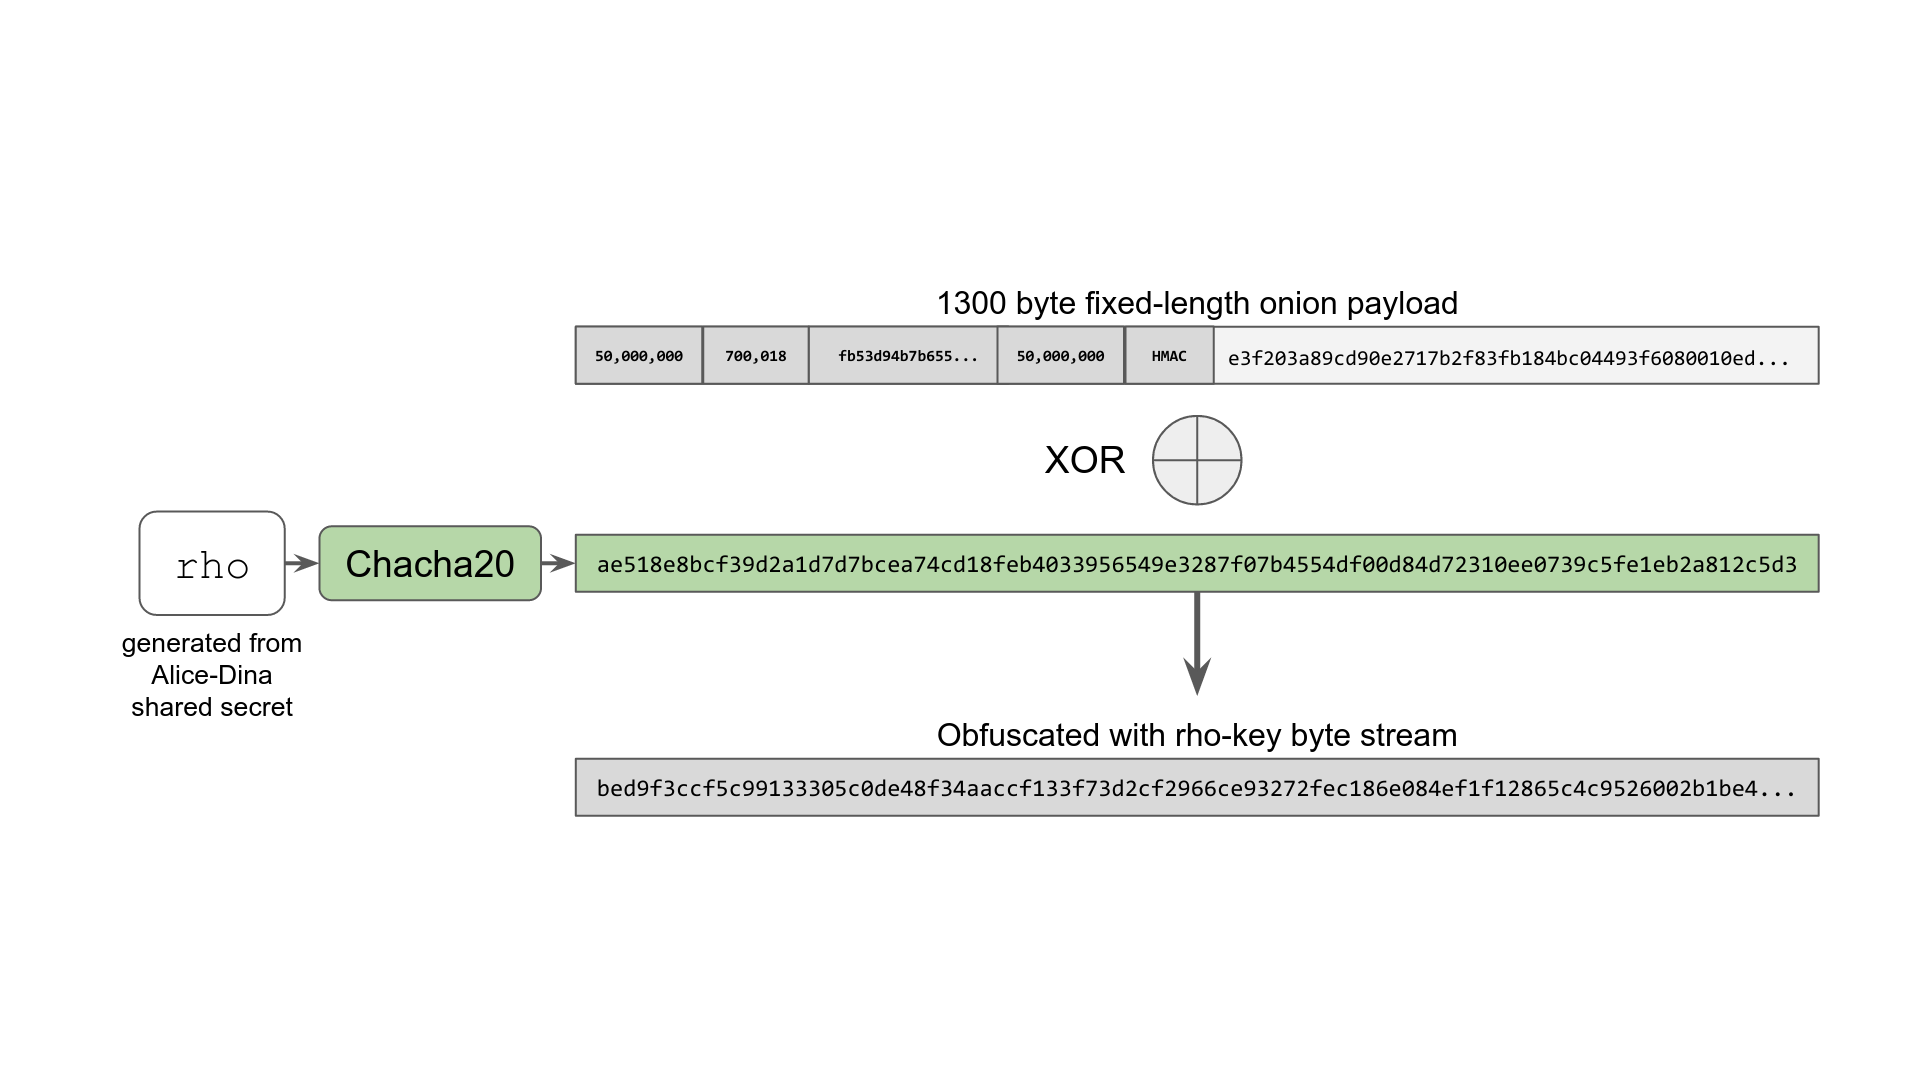 1300 byte fixed-length onion payload
50,000,000 700,018 fb53d94b7b655... 50,000,000 HMAC e3f203a89cd90e2717b2f83fb184bc04493f6080010ed...
XOR
rho Chacha20 ae518e8bcf39d2a1d7d7bcea74cd18feb4033956549e3287f07b4554df00d84d72310ee0739c5fe1eb2a812c5d3
generated from
Alice-Dina
shared secret
Obfuscated with rho-key byte stream
bed9f3ccf5c99133305c0de48f34aaccf133f73d2cf2966ce93272fec186e084ef1f12865c4c9526002b1be4...